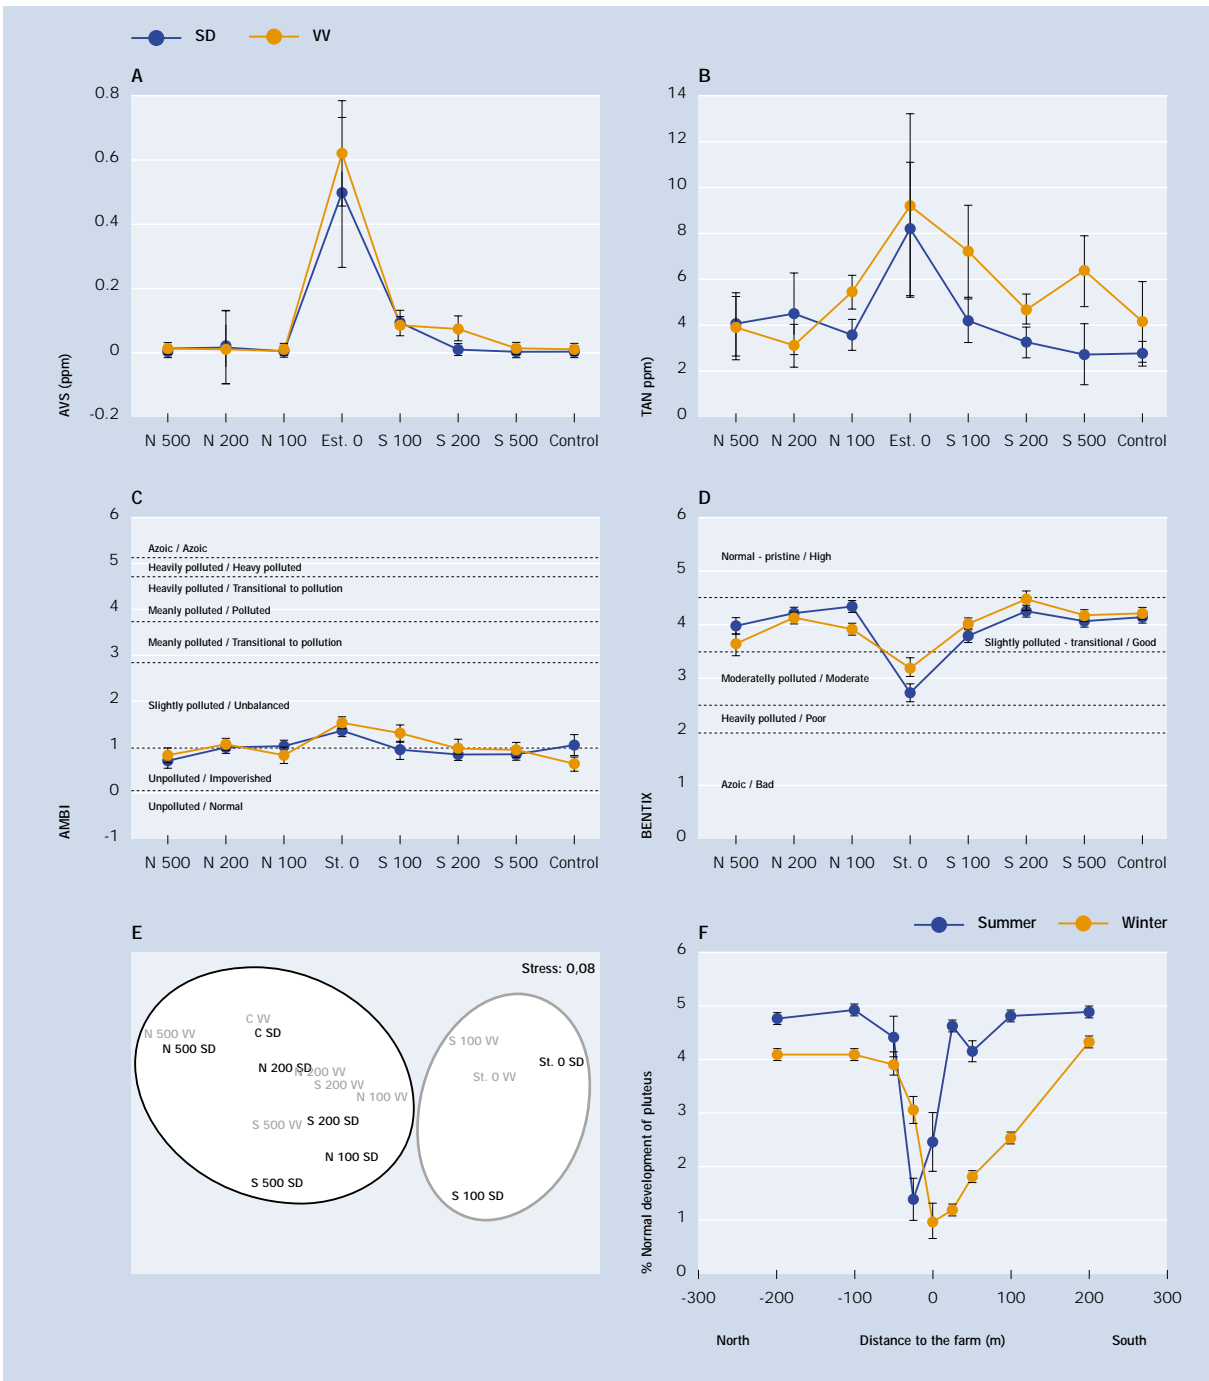 SD VV
A
0.8
0.6
0.4
0.2
0
-0.2
AVS (ppm)
N 500 N 200 N 100 Est. 0 S 100 S 200 S 500 Control
B
14
12
10
8
6
4
2
0
TAN ppm)
N 500 N 200 N 100 Est. 0 S 100 S 200 S 500 Control
C
6
5
4
3
2
1
0
-1
AMBI
Azoic / Azoic
Heavily polluted / Heavy polluted
Heavily polluted / Transitional to pollution
Meanly polluted / Polluted
Meanly polluted / Transitional to pollution
Slightly polluted / Unbalanced
Unpolluted / Impoverished
Unpolluted / Normal
N 500 N 200 N 100 St. 0 S 100 S 200 S 500 Control
D
6
5
4
3
2
1
0
BENTIX
Normal - pristine / High
Slightly polluted - transitional / Good
Moderatelly polluted / Moderate
Heavily polluted / Poor
Azoic / Bad
N 500 N 200 N 100 St. 0 S 100 S 200 S 500 Control
E
Stress: 0,08
C VV
C SD
N 500 VV
N 500 SD
N 200 SD
N 200 VV
S 200 VV
N 100 VV
S 200 SD
S 500 VV
N 100 SD
S 500 SD
S 100 VV
St. 0 SD
St. 0 VV
S 100 SD
Summer Winter
F
6
5
4
3
2
1
0
% Normal development of pluteus
-300 -200 -100 0 100 200 300
North Distance to the farm (m) South